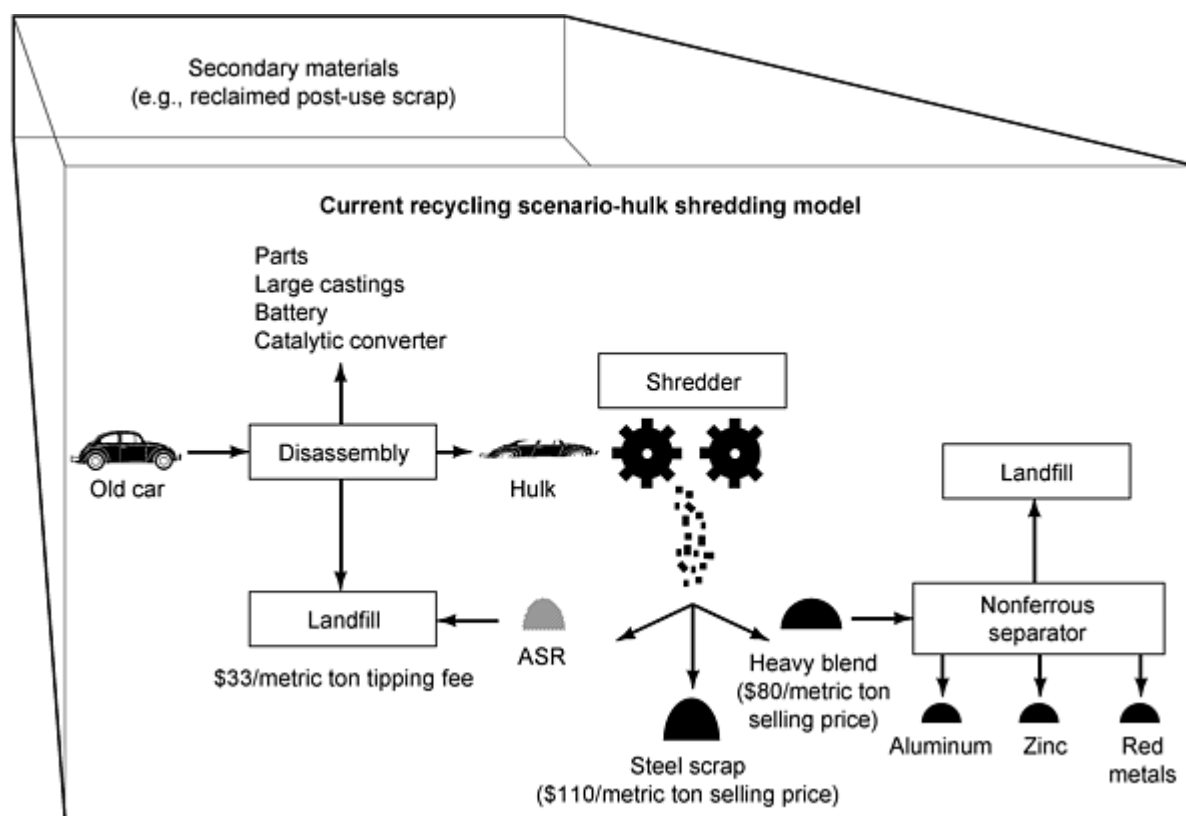 Secondary materials
(e.g., reclaimed post-use scrap)
Current recycling scenario-hulk shredding model
Parts
Large castings
Battery
Catalytic converter
Shredder
Old car
Disassembly
Hulk
Landfill
Landfill
$33/metric ton tipping fee
ASR
Heavy blend
($80/metric ton
selling price)
Nonferrous
separator
Steel scrap
($110/metric ton selling price)
Aluminum
Zinc
Red
metals